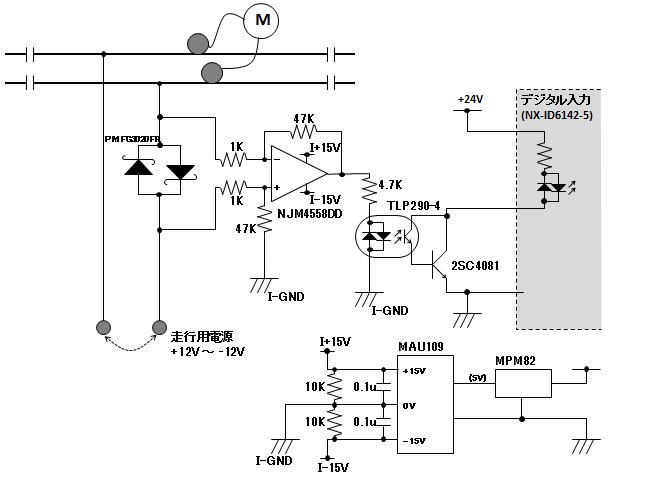 M
+24V
デジタル入力
(NX-ID6142-5)
PMFG3020FR
47K
1K
I+15V
−
+
1K
I-15V
NJM4558DD
47K
4.7K
TLP290-4
2SC4081
I-GND
I-GND
走行用電源
+12V～ -12V
I+15V
MAU109
MPM82
+15V
(5V)
10K
0.1u
0V
10K
0.1u
-15V
I-GND
I-15V